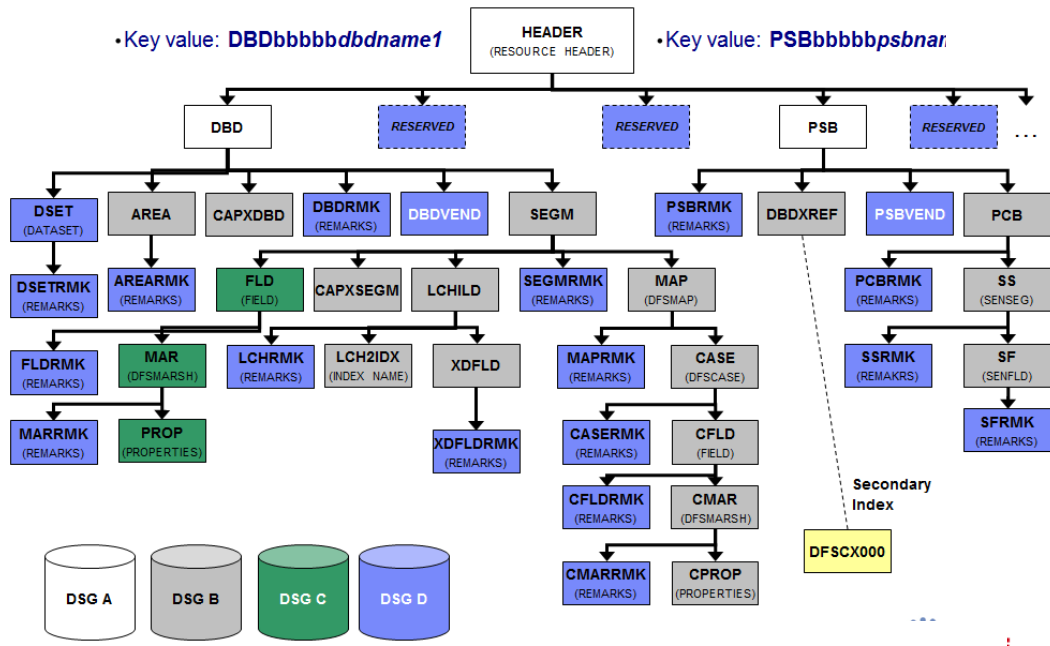 HEADER
(RESOURCE HEADER)
•Key value: DBDbbbbbdbdname1
•Key value: PSBbbbbbpsbnar
DBD
RESERVED
RESERVED
PSB
RESERVED
...
DSET
(DATASET)
AREA
CAPXDBD
DBDRMK
(REMARKS)
DBDVEND
SEGM
PSBRMK
(REMARKS)
DBDXREF
PSBVEND
PCB
DSETRMK
(REMARKS)
AREARMK
(REMARKS)
FLD
(FIELD)
CAPXSEGM
LCHILD
SEGMRMK
(REMARKS)
MAP
(DFSMAP)
PCBRMK
(REMARKS)
SS
(SENSEG)
FLDRMK
(REMARKS)
MAR
(DFSMARSH)
LCHRMK
(REMARKS)
LCH2IDX
(INDEX NAME)
XDFLD
MAPRMK
(REMARKS)
CASE
(DFSCASE)
SSRMK
(REMAKRS)
SF
(SENFLD)
MARRMK
(REMARKS)
PROP
(PROPERTIES)
XDFLDRMK
(REMARKS)
CASERMK
(REMARKS)
CFLD
(FIELD)
SFRMK
(REMARKS)
CFLDRMK
(REMARKS)
CMAR
(DFSMARSH)
Secondary
Index
DFSCX000
CMARRMK
(REMARKS)
CPROP
(PROPERTIES)
DSG A
DSG B
DSG C
DSG D